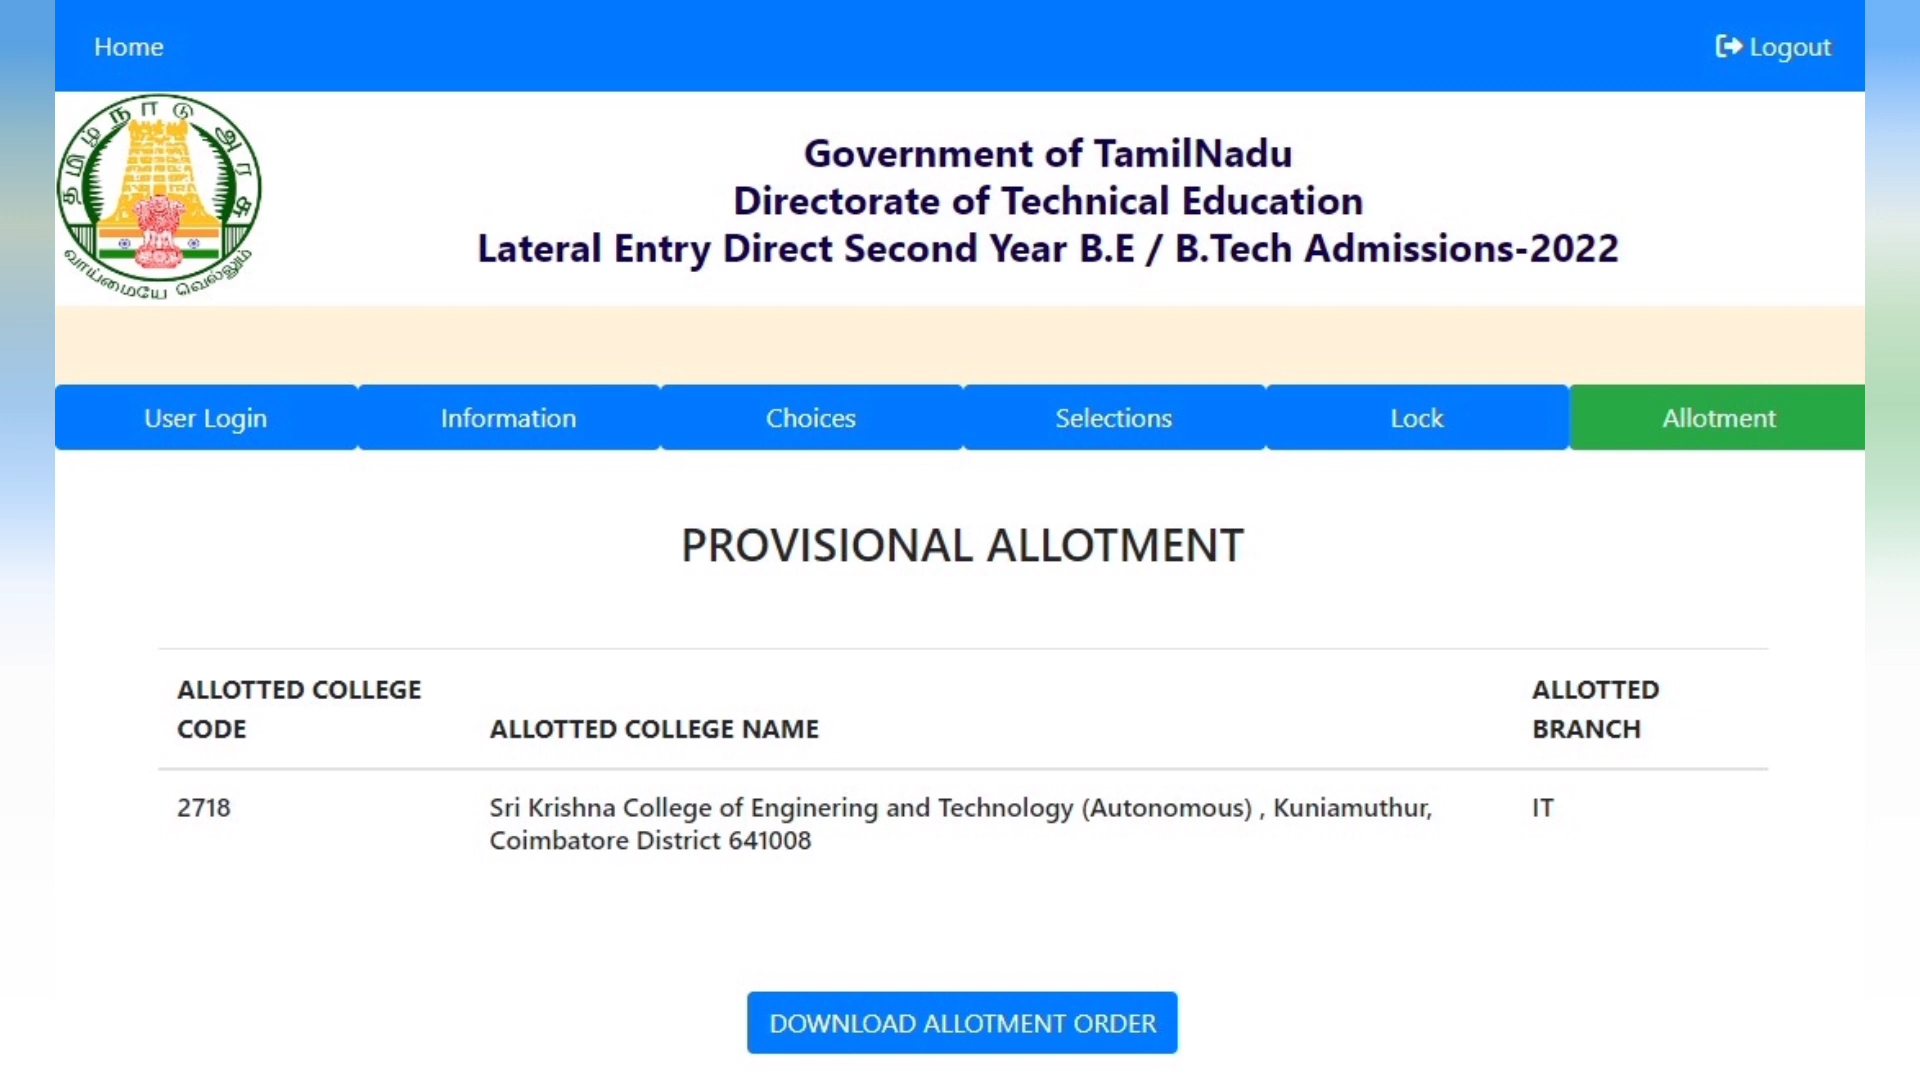 Home
Logout
தமிழ்நாடு அரசு
வாய்மையே வெல்லும்
Government of TamilNadu
Directorate of Technical Education
Lateral Entry Direct Second Year B.E / B.Tech Admissions-2022
User Login
Information
Choices
Selections
Lock
Allotment
PROVISIONAL ALLOTMENT
ALLOTTED COLLEGE
CODE
ALLOTTED COLLEGE NAME
ALLOTTED
BRANCH
2718
Sri Krishna College of Enginering and Technology (Autonomous) , Kuniamuthur,
Coimbatore District 641008
IT
DOWNLOAD ALLOTMENT ORDER